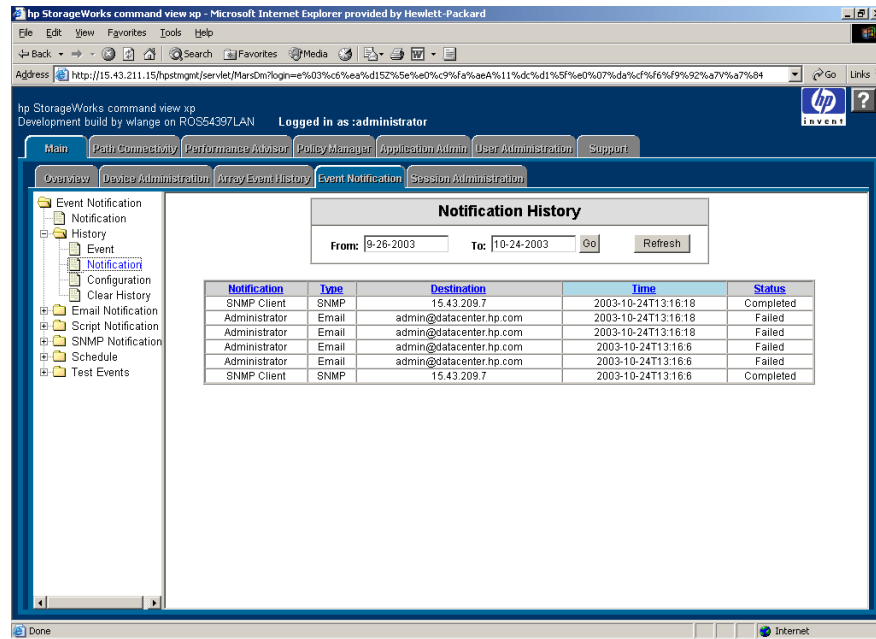 hp StorageWorks command view xp - Microsoft Internet Explorer provided by Hewlett-Packard
File Edit View Favorites Tools Help
Back Search Favorites Media
Address http://15.43.211.15/hpstmgmt/servlet/MarsDm?login=e%03%c6%ea%d15Z%5e%e0%c9%fa%aeA%11%dc%d1%5f%e0%07%da%cf%f6%f9%92%a7V%a7%84 Go Links
hp StorageWorks command view xp
Development build by wlange on ROS54397LAN Logged in as :administrator
hp
invent
?
Main Path Connectivity Performance Advisor Policy Manager Application Admin User Administration Support
Overview Device Administration Array Event History Event Notification Session Administration
Event Notification
Notification
History
Event
Notification
Configuration
Clear History
Email Notification
Script Notification
SNMP Notification
Schedule
Test Events
Notification History
From: 9-26-2003 To: 10-24-2003 Go Refresh
Notification Type Destination Time Status
SNMP Client SNMP 15.43.209.7 2003-10-24T13:16:18 Completed
Administrator Email admin@datacenter.hp.com 2003-10-24T13:16:18 Failed
Administrator Email admin@datacenter.hp.com 2003-10-24T13:16:18 Failed
Administrator Email admin@datacenter.hp.com 2003-10-24T13:16:6 Failed
Administrator Email admin@datacenter.hp.com 2003-10-24T13:16:6 Failed
SNMP Client SNMP 15.43.209.7 2003-10-24T13:16:6 Completed
Done Internet